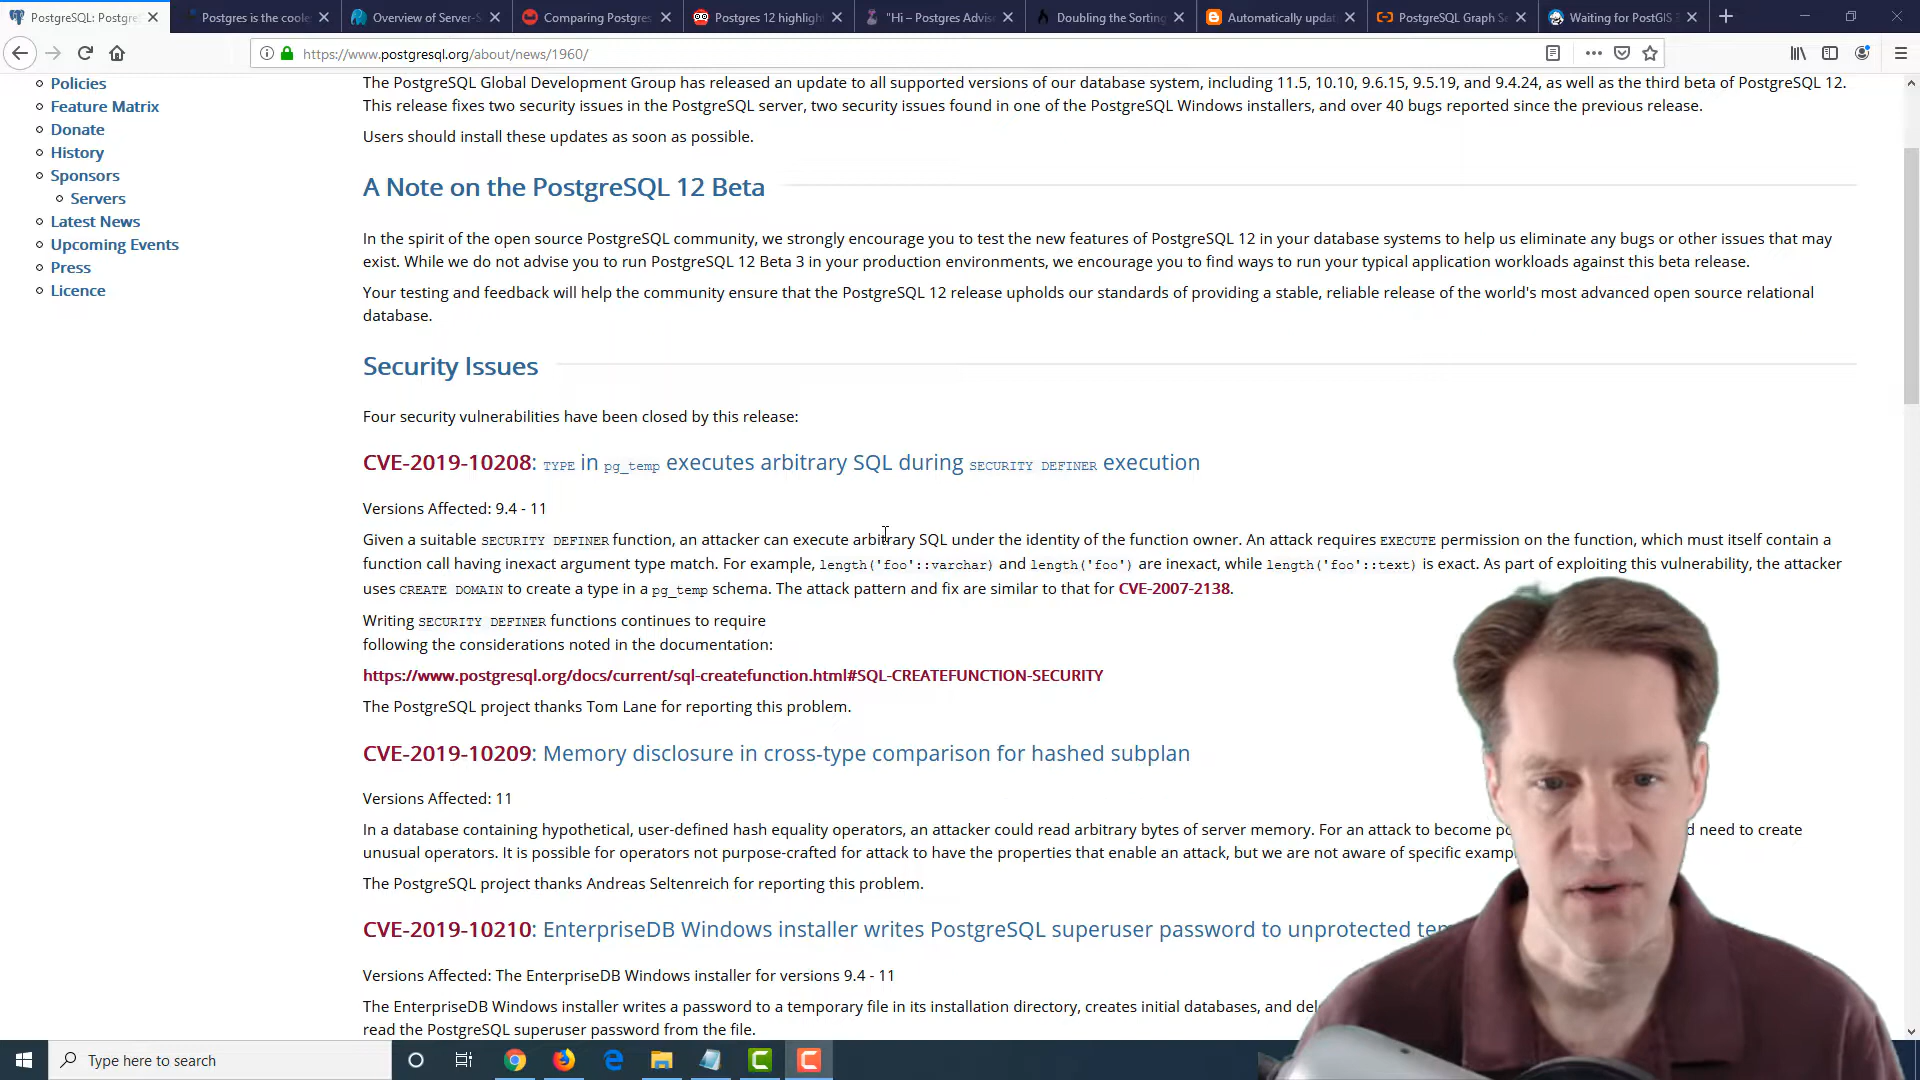 PostgreSQL: Postgre
Postgres is the coole
Overview of Server-S
Comparing Postgres
Postgres 12 highligh
"Hi – Postgres Advis
Doubling the Sorting
Automatically updat
PostgreSQL Graph Se
Waiting for PostGIS
https://www.postgresql.org/about/news/1960/
Policies
Feature Matrix
Donate
History
Sponsors
Servers
Latest News
Upcoming Events
Press
Licence
The PostgreSQL Global Development Group has released an update to all supported versions of our database system, including 11.5, 10.10, 9.6.15, 9.5.19, and 9.4.24, as well as the third beta of PostgreSQL 12.
This release fixes two security issues in the PostgreSQL server, two security issues found in one of the PostgreSQL Windows installers, and over 40 bugs reported since the previous release.
Users should install these updates as soon as possible.
A Note on the PostgreSQL 12 Beta
In the spirit of the open source PostgreSQL community, we strongly encourage you to test the new features of PostgreSQL 12 in your database systems to help us eliminate any bugs or other issues that may
exist. While we do not advise you to run PostgreSQL 12 Beta 3 in your production environments, we encourage you to find ways to run your typical application workloads against this beta release.
Your testing and feedback will help the community ensure that the PostgreSQL 12 release upholds our standards of providing a stable, reliable release of the world's most advanced open source relational
database.
Security Issues
Four security vulnerabilities have been closed by this release:
CVE-2019-10208: TYPE in pg_temp executes arbitrary SQL during SECURITY DEFINER execution
Versions Affected: 9.4 - 11
Given a suitable SECURITY DEFINER function, an attacker can execute arbitrary SQL under the identity of the function owner. An attack requires EXECUTE permission on the function, which must itself contain a
function call having inexact argument type match. For example, length('foo'::varchar) and length('foo') are inexact, while length('foo'::text) is exact. As part of exploiting this vulnerability, the attacker
uses CREATE DOMAIN to create a type in a pg_temp schema. The attack pattern and fix are similar to that for CVE-2007-2138.
Writing SECURITY DEFINER functions continues to require
following the considerations noted in the documentation:
https://www.postgresql.org/docs/current/sql-createfunction.html#SQL-CREATEFUNCTION-SECURITY
The PostgreSQL project thanks Tom Lane for reporting this problem.
CVE-2019-10209: Memory disclosure in cross-type comparison for hashed subplan
Versions Affected: 11
In a database containing hypothetical, user-defined hash equality operators, an attacker could read arbitrary bytes of server memory. For an attack to become po d need to create
unusual operators. It is possible for operators not purpose-crafted for attack to have the properties that enable an attack, but we are not aware of specific examp
The PostgreSQL project thanks Andreas Seltenreich for reporting this problem.
CVE-2019-10210: EnterpriseDB Windows installer writes PostgreSQL superuser password to unprotected tem
Versions Affected: The EnterpriseDB Windows installer for versions 9.4 - 11
The EnterpriseDB Windows installer writes a password to a temporary file in its installation directory, creates initial databases, and del
read the PostgreSQL superuser password from the file.
Type here to search